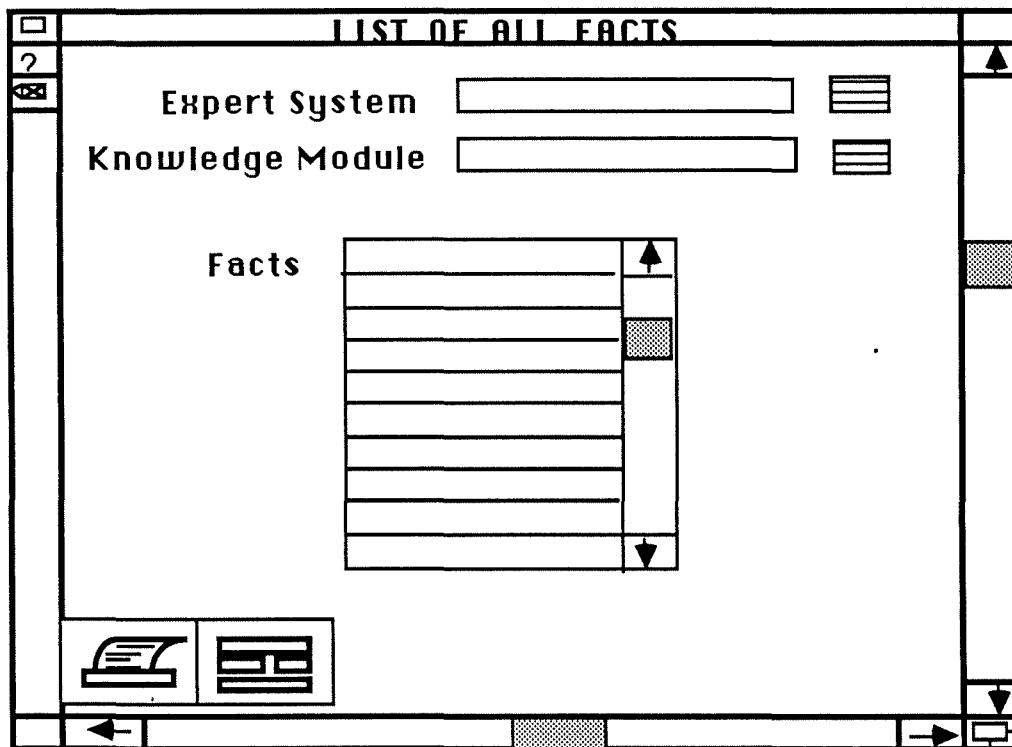 LIST OF ALL FACTS
?
Expert System
Knowledge Module
Facts